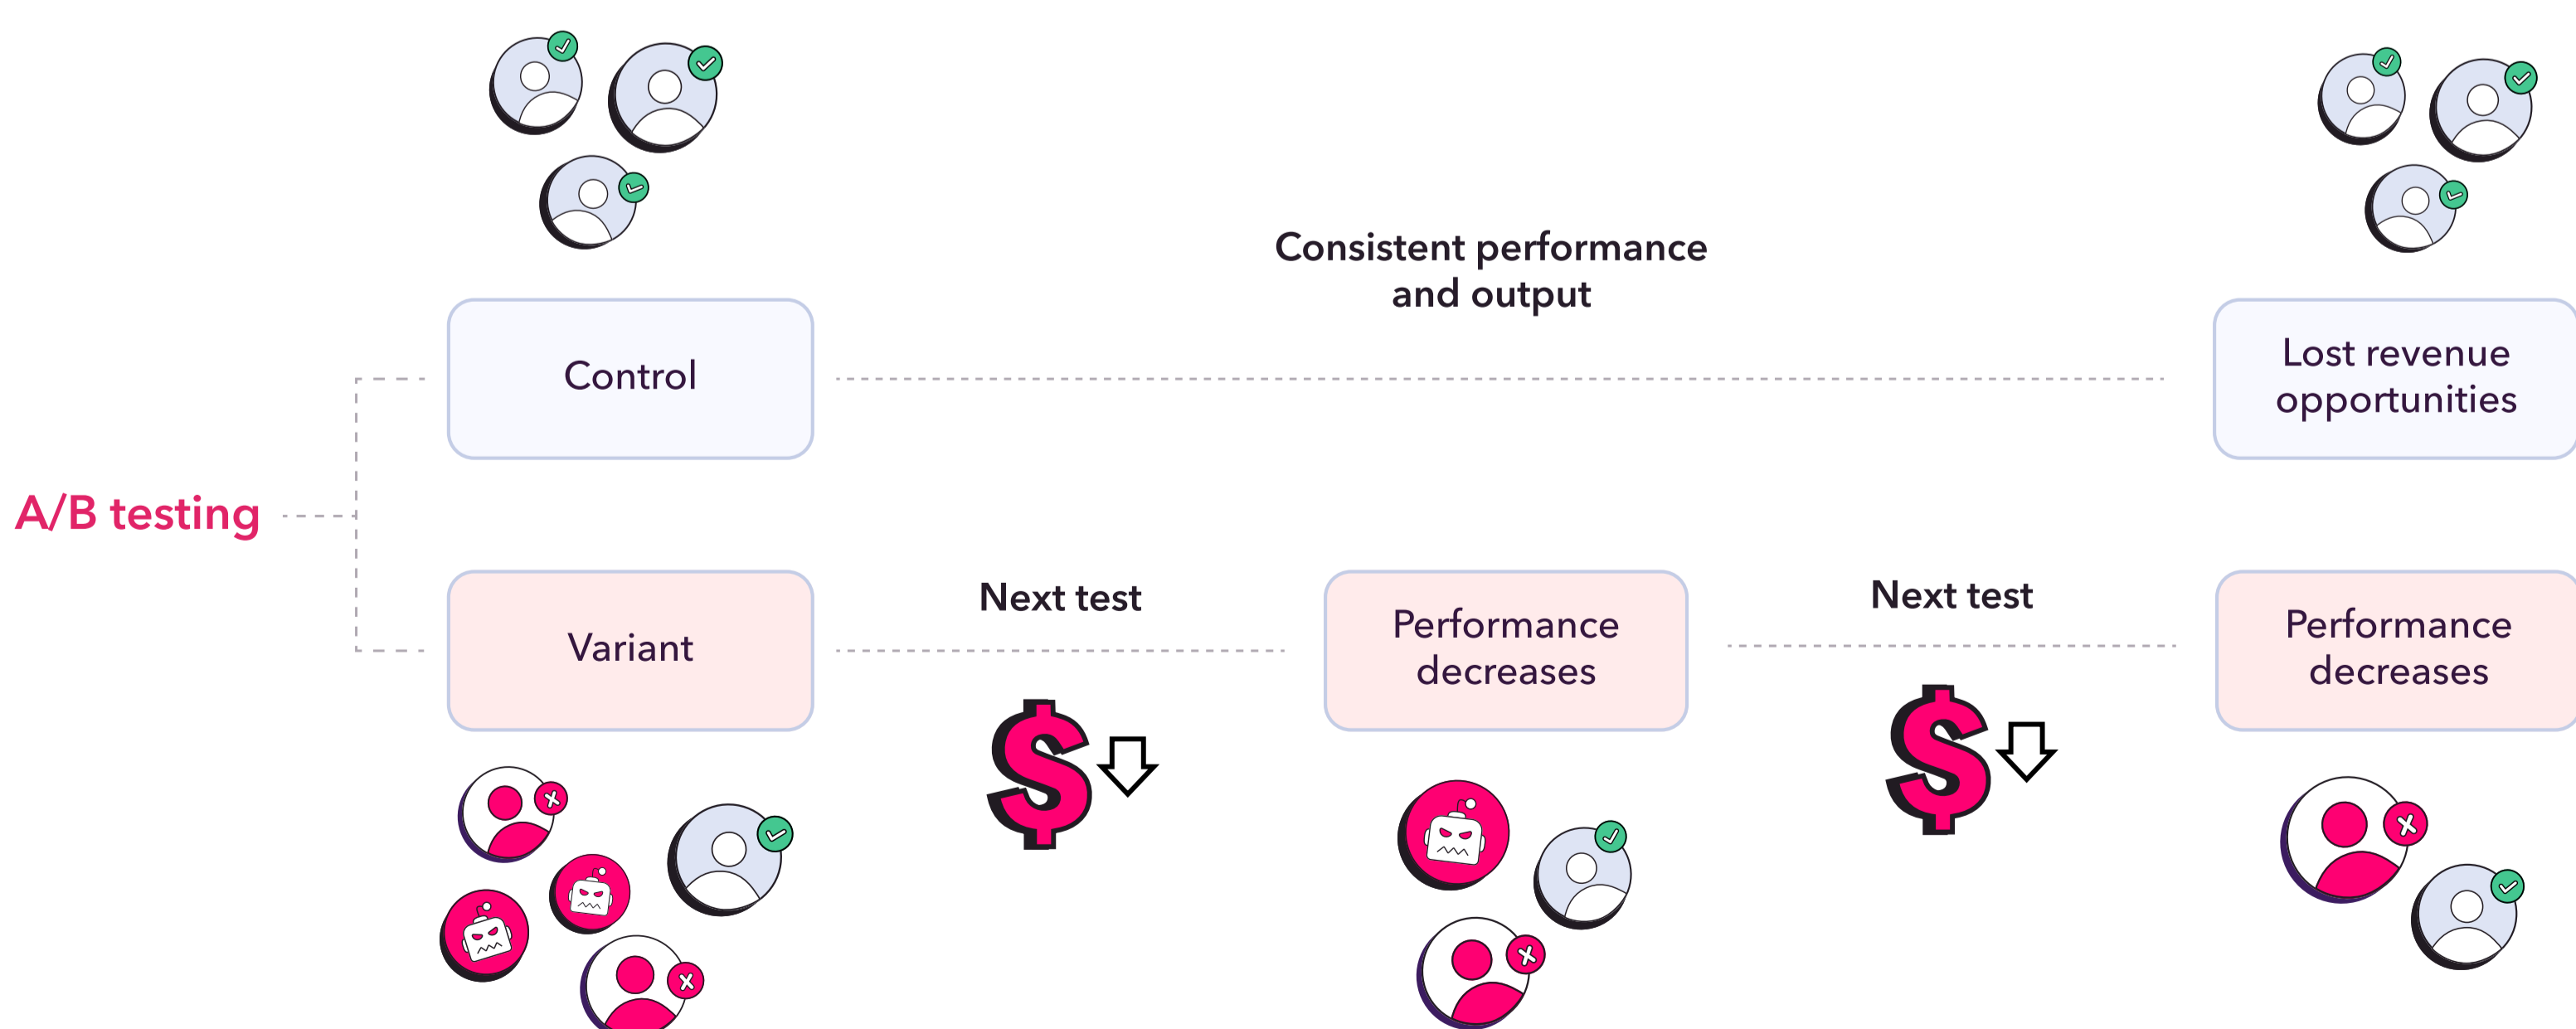 Consistent performance
and output
Control
Lost revenue
opportunities
A/B testing
Variant
Next test
Performance
decreases
Next test
Performance
decreases
$
$